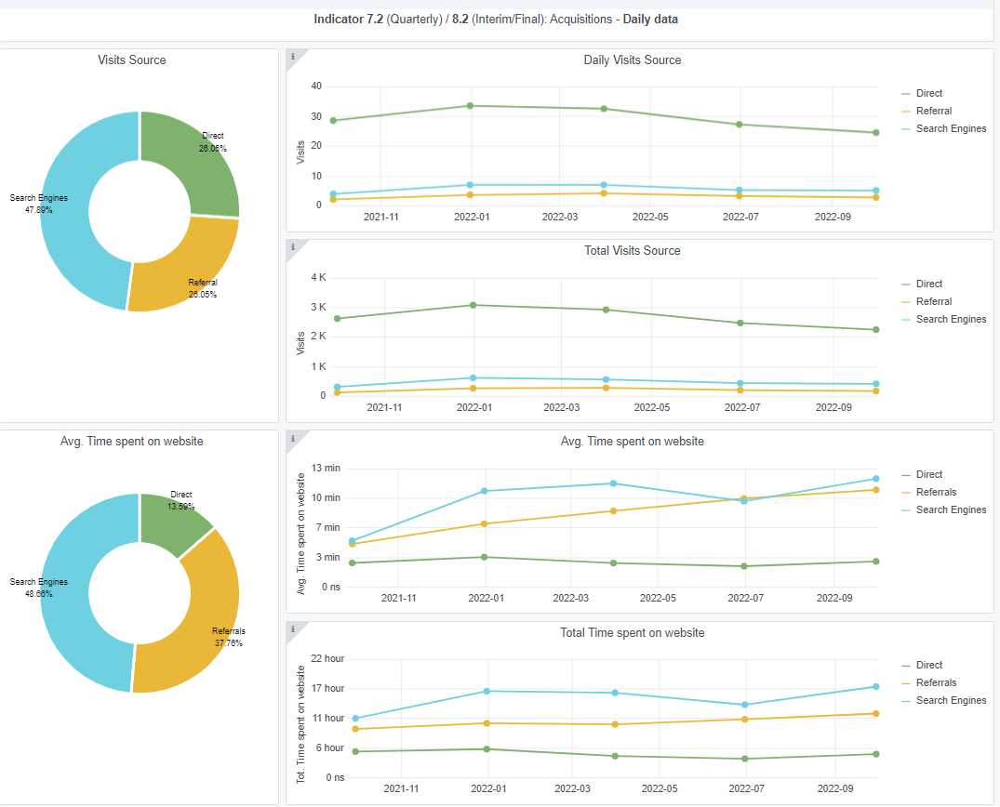 Indicator 7.2 (Quarterly) / 8.2 (Interim/Final): Acquisitions - Daily data
Visits Source
Direct
26.05%
Search Engines
47.89%
Referral
26.05%
i
Daily Visits Source
Visits
40
30
20
10
0
2021-11
2022-01
2022-03
2022-05
2022-07
2022-09
Direct
Referral
Search Engines
i
Total Visits Source
Visits
4 K
3 K
2 K
1 K
0
2021-11
2022-01
2022-03
2022-05
2022-07
2022-09
Direct
Referral
Search Engines
Avg. Time spent on website
Direct
13.59%
Search Engines
48.66%
Referrals
37.76%
i
Avg. Time spent on website
Avg. Time spent on website
13 min
10 min
7 min
3 min
0 ns
2021-11
2022-01
2022-03
2022-05
2022-07
2022-09
Direct
Referrals
Search Engines
i
Total Time spent on website
Tot. Time spent on website
22 hour
17 hour
11 hour
6 hour
0 ns
2021-11
2022-01
2022-03
2022-05
2022-07
2022-09
Direct
Referrals
Search Engines